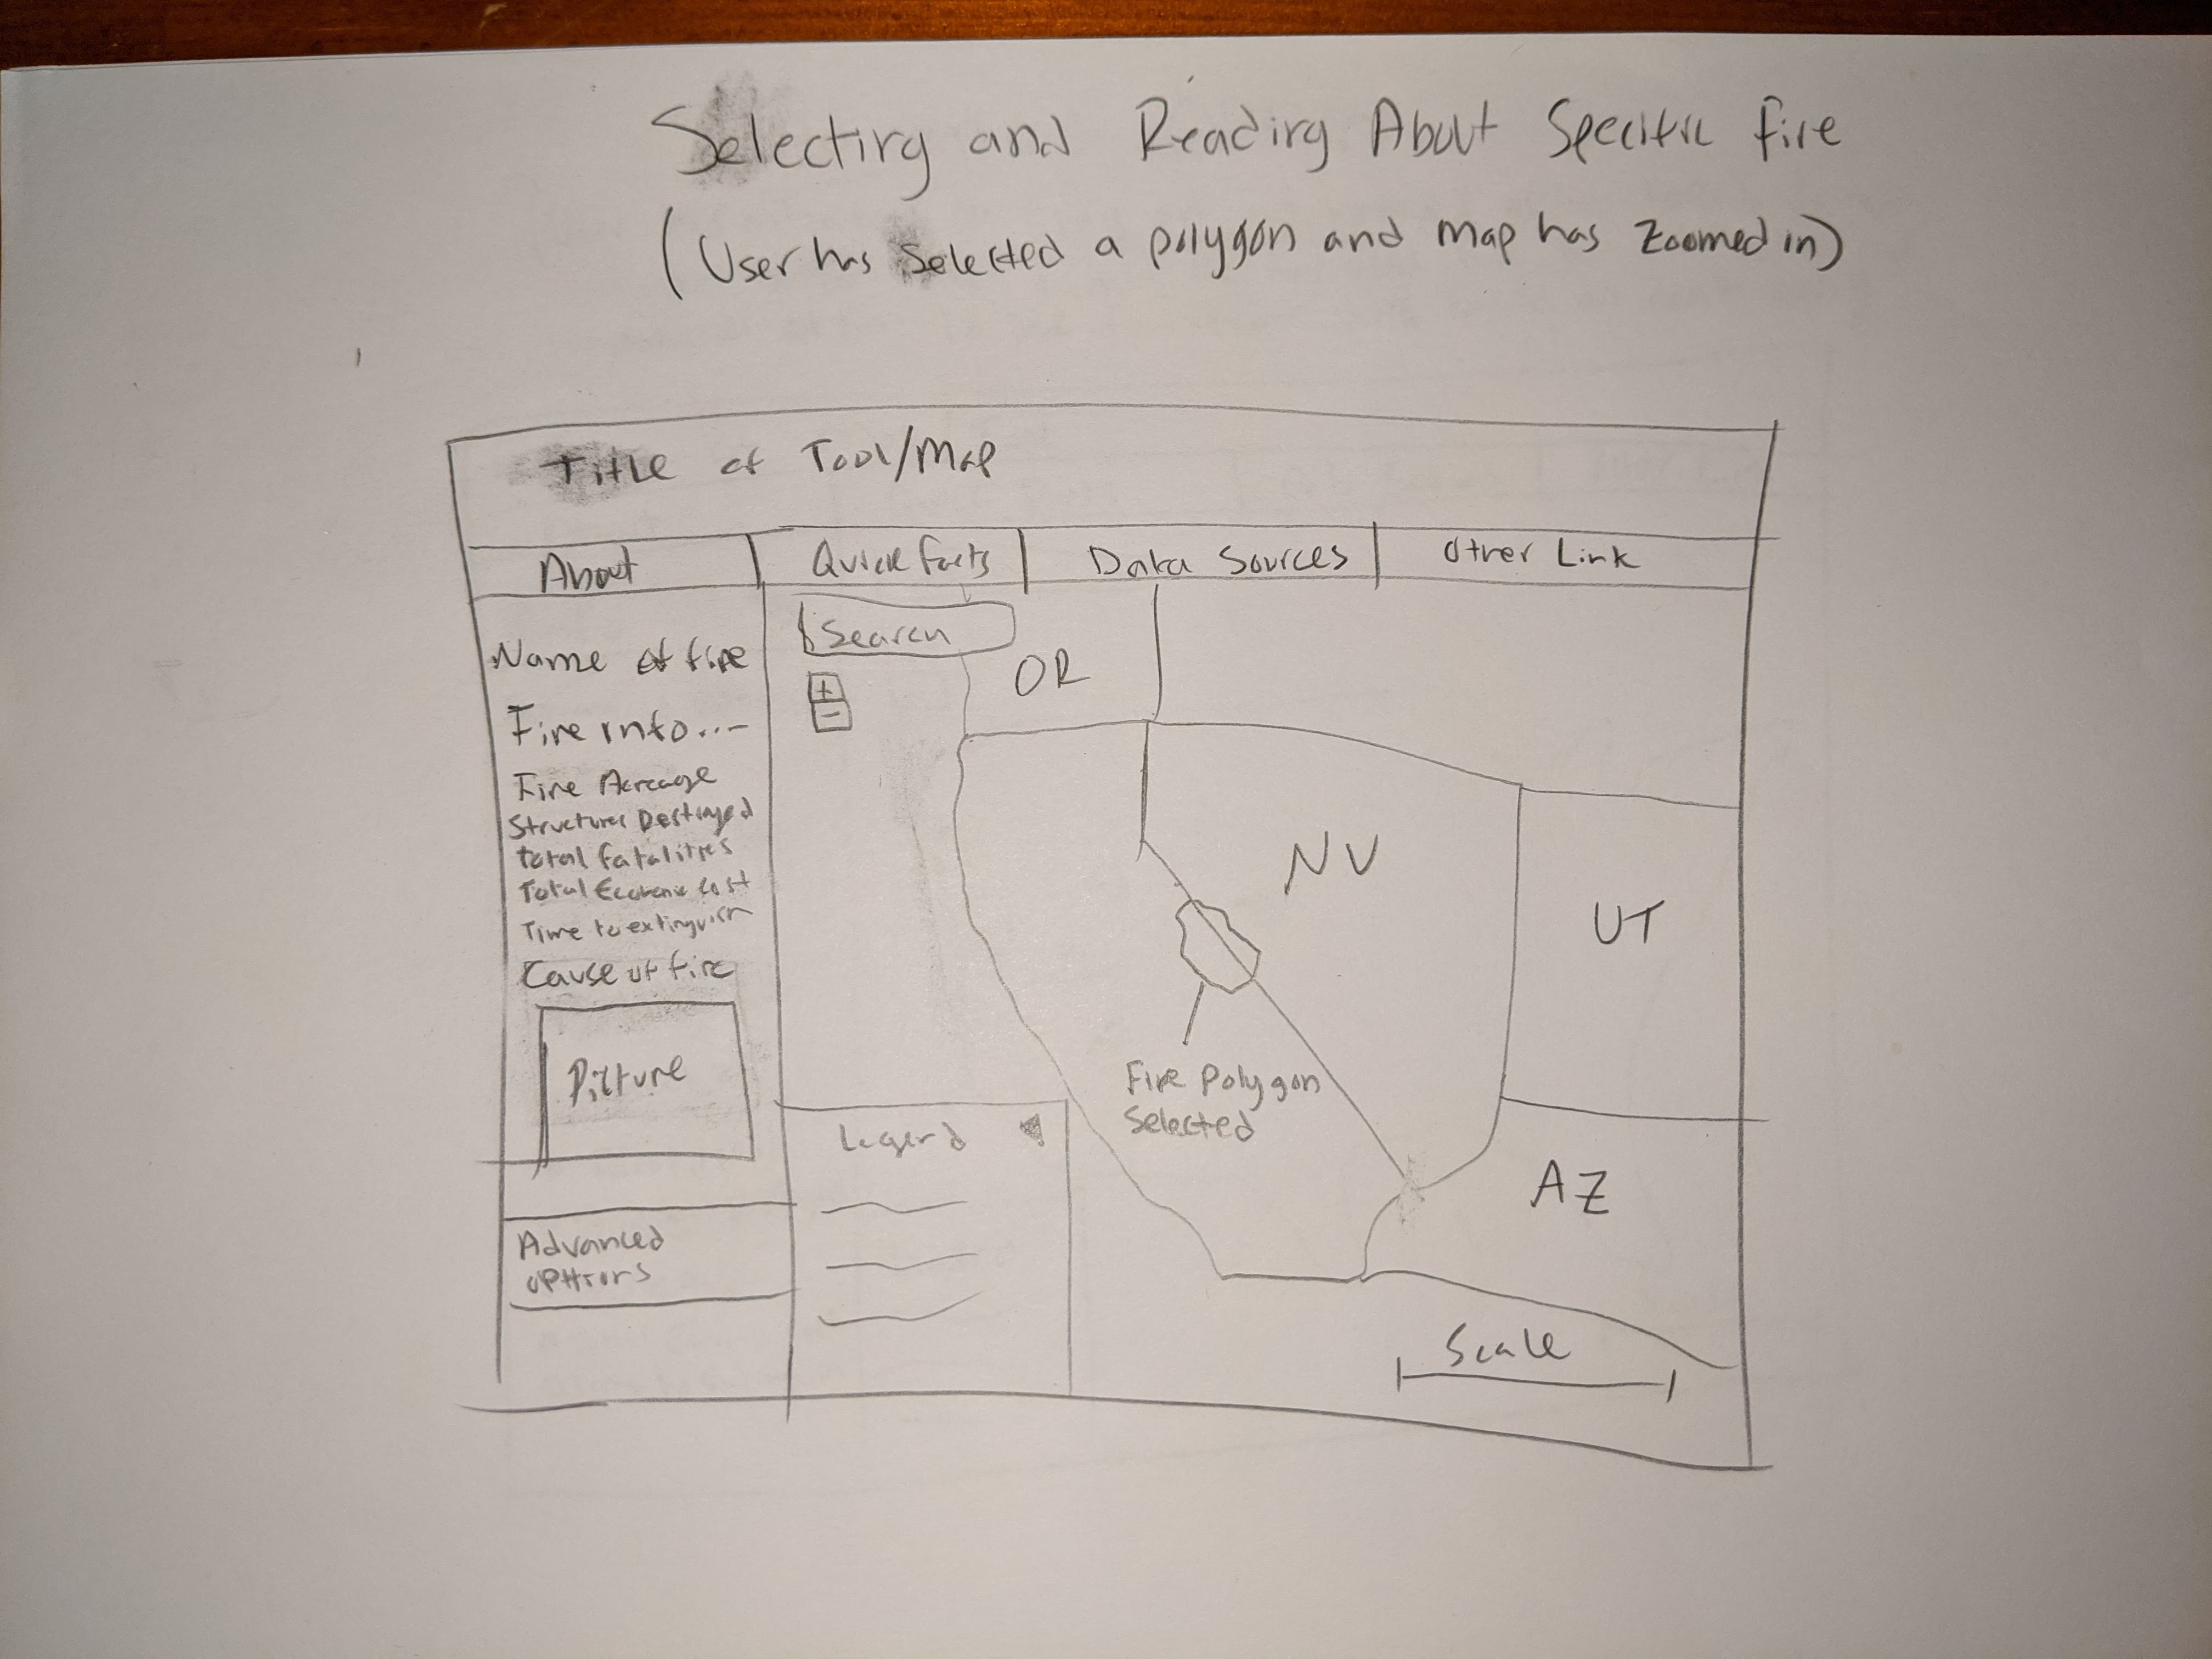 Selecting and Reading About Specific Fire
(User has selected a polygon and map has zoomed in)
Title of Tool/Map
About
Quick Facts
Data Sources
Other Link
Name of fire
Fire info...
Fire Acreage
Structures Destroyed
total fatalities
Total Economic cost
Time to extinguish
Cause of Fire
Picture
Advanced
options
Search
+
-
OR
NV
UT
AZ
Fire Polygon
selected
Legend
Scale